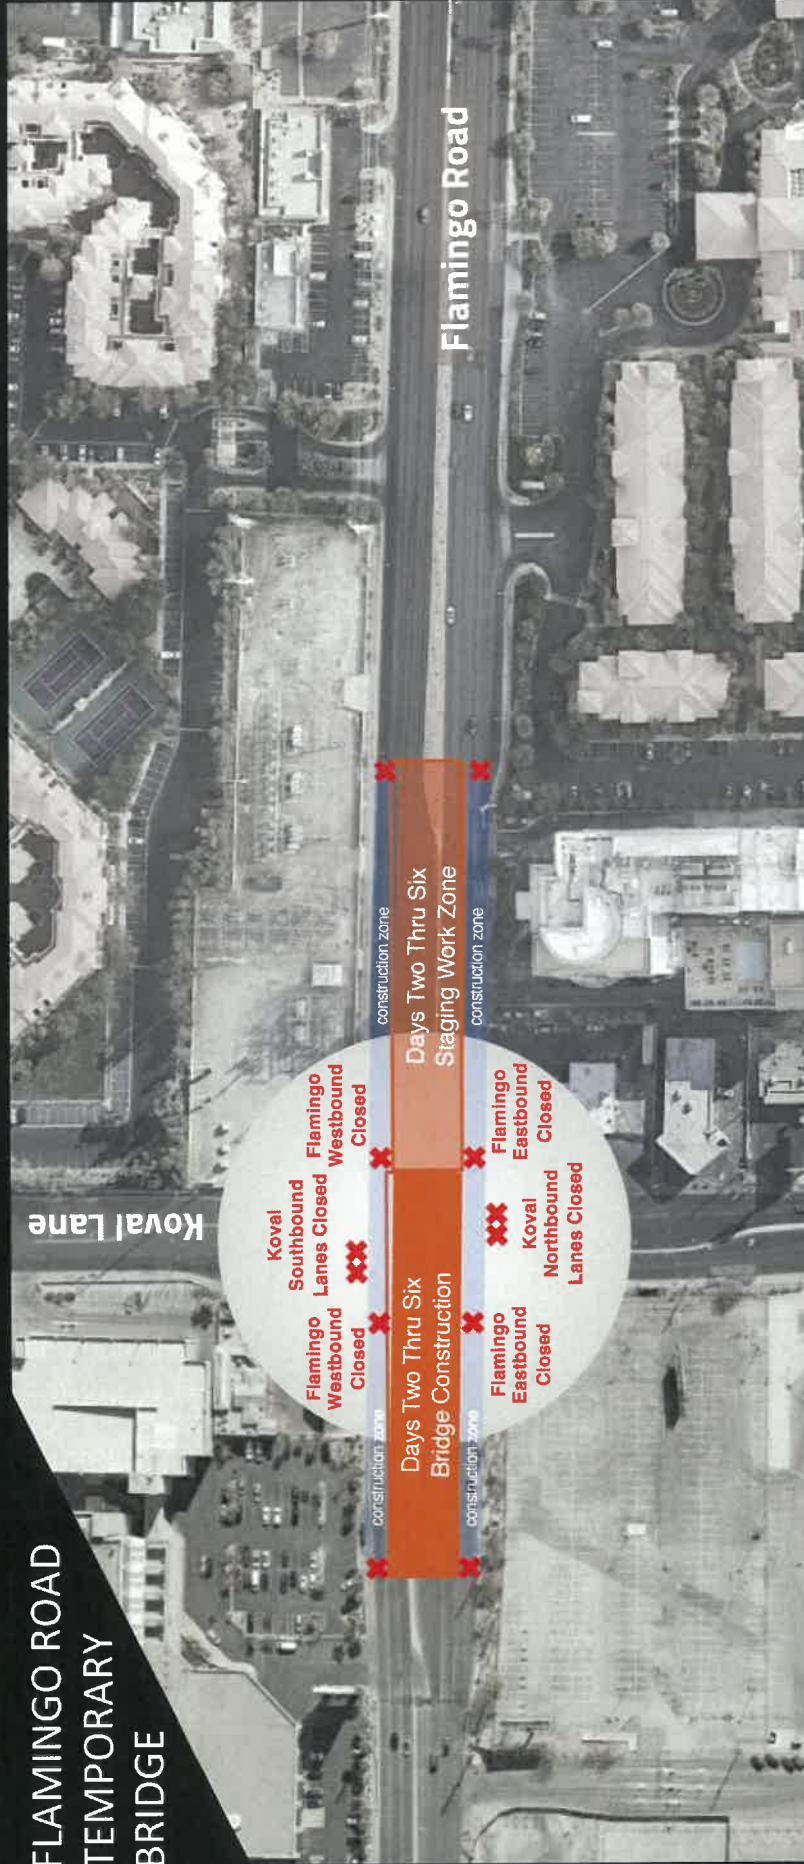 FLAMINGO ROAD
TEMPORARY
BRIDGE
Koval Lane
Flamingo Road
Koval
Southbound
Lanes Closed
Flamingo
Westbound
Closed
Flamingo
Westbound
Closed
construction zone
construction zone
Days Two Thru Six
Bridge Construction
Days Two Thru Six
Staging Work Zone
construction zone
construction zone
Flamingo
Eastbound
Closed
Koval
Northbound
Lanes Closed
Flamingo
Eastbound
Closed